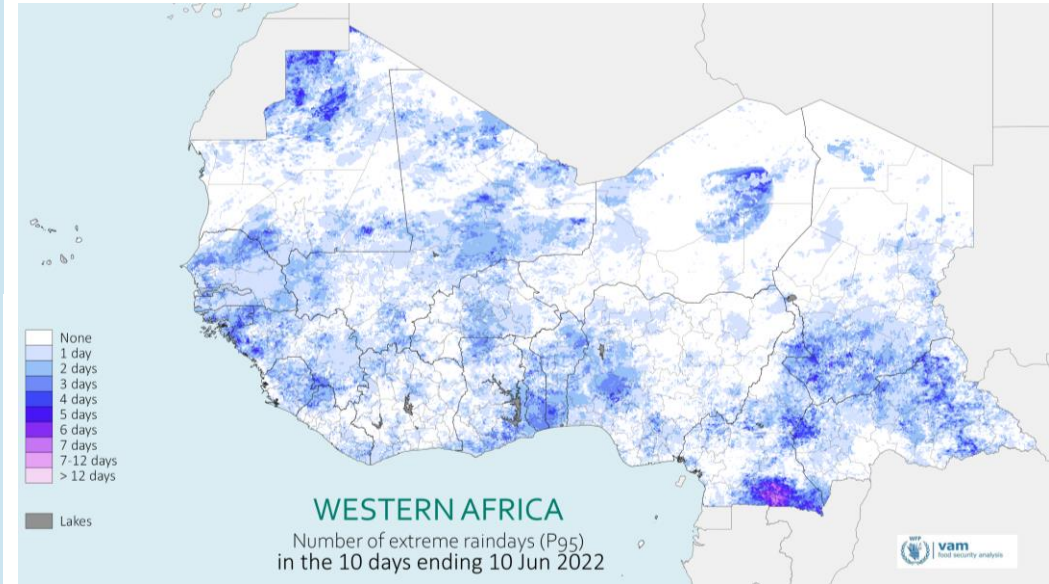 None
1 day
2 days
3 days
4 days
5 days
6 days
7 days
7-12 days
> 12 days
Lakes
WESTERN AFRICA
Number of extreme raindays (P95)
in the 10 days ending 10 Jun 2022
WFP
vam
food security analysis